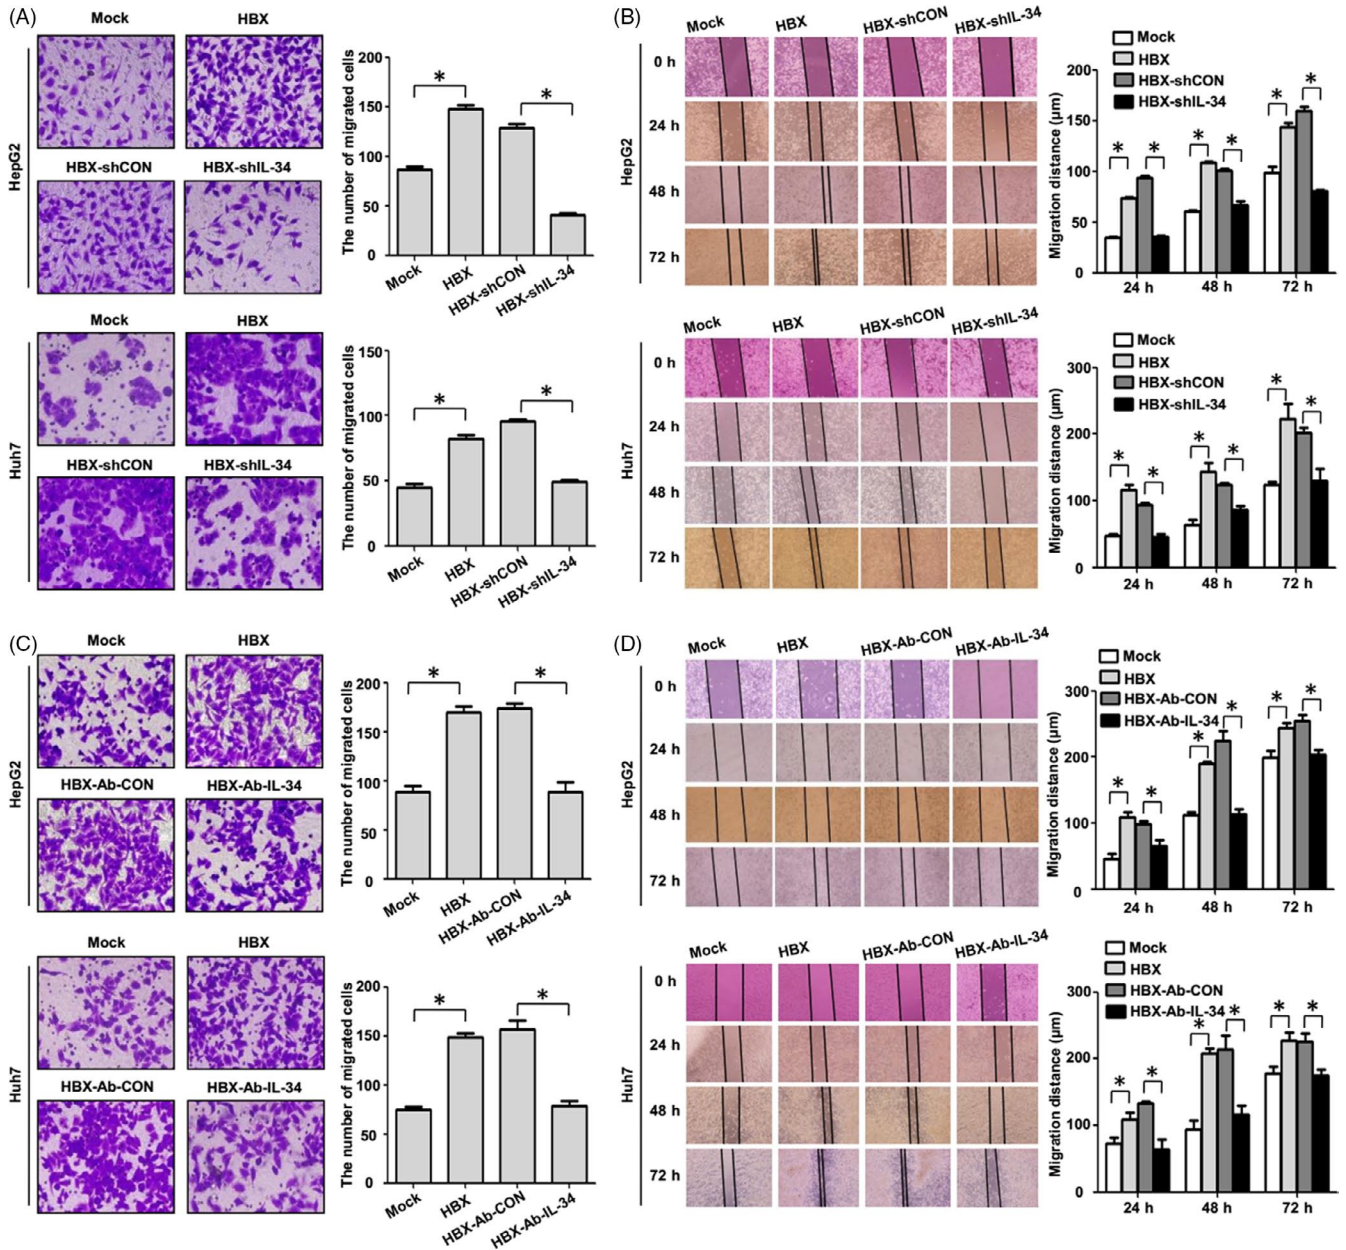 (A)
Mock HBX
HBX-shCON HBX-shIL-34
HepG2
The number of migrated cells
200
150
100
50
0
* *
Mock HBX HBX-shCON HBX-shIL-34
Mock HBX
HBX-shCON HBX-shIL-34
Huh7
The number of migrated cells
150
100
50
0
* *
Mock HBX HBX-shCON HBX-shIL-34
(B)
Mock HBX HBX-shCON HBX-shIL-34
0 h
24 h
48 h
72 h
HepG2
Mock
HBX
HBX-shCON
HBX-shIL-34
Migration distance (μm)
200
150
100
50
0
* * * * * *
24 h 48 h 72 h
Mock HBX HBX-shCON HBX-shIL-34
0 h
24 h
48 h
72 h
Huh7
Mock
HBX
HBX-shCON
HBX-shIL-34
Migration distance (μm)
300
200
100
0
* * * * * *
24 h 48 h 72 h
(C)
Mock HBX
HBX-Ab-CON HBX-Ab-IL-34
HepG2
The number of migrated cells
200
150
100
50
0
* *
Mock HBX HBX-Ab-CON HBX-Ab-IL-34
Mock HBX
HBX-Ab-CON HBX-Ab-IL-34
Huh7
The number of migrated cells
200
150
100
50
0
* *
Mock HBX HBX-Ab-CON HBX-Ab-IL-34
(D)
Mock HBX HBX-Ab-CON HBX-Ab-IL-34
0 h
24 h
48 h
72 h
HepG2
Mock
HBX
HBX-Ab-CON
HBX-Ab-IL-34
Migration distance (μm)
300
200
100
0
* * * * * *
24 h 48 h 72 h
Mock HBX HBX-Ab-CON HBX-Ab-IL-34
0 h
24 h
48 h
72 h
Huh7
Mock
HBX
HBX-Ab-CON
HBX-Ab-IL-34
Migration distance (μm)
300
200
100
0
* * * * * *
24 h 48 h 72 h